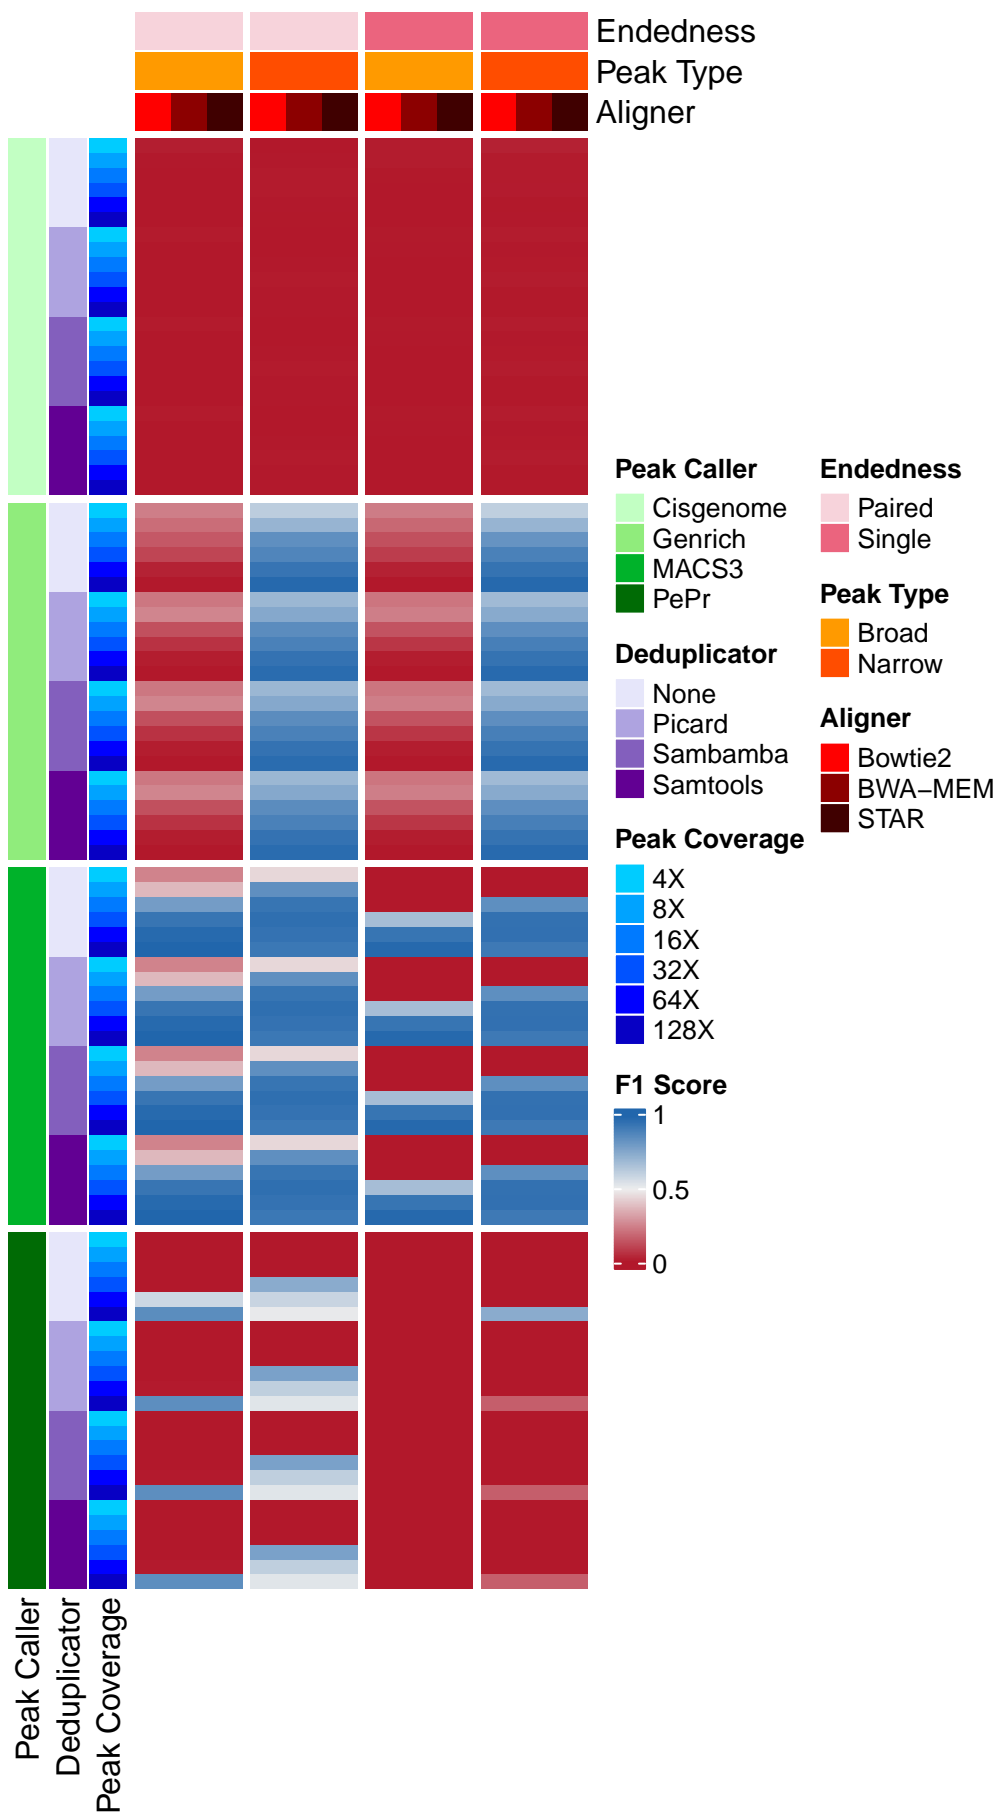 Endedness
Peak Type
Aligner
Peak Caller
Cisgenome
Genrich
MACS3
PePr
Deduplicator
None
Picard
Sambamba
Samtools
Peak Coverage
4X
8X
16X
32X
64X
128X
F1 Score
1
0.5
0
Endedness
Paired
Single
Peak Type
Broad
Narrow
Aligner
Bowtie2
BWA−MEM
STAR
Peak Caller
Deduplicator
Peak Coverage